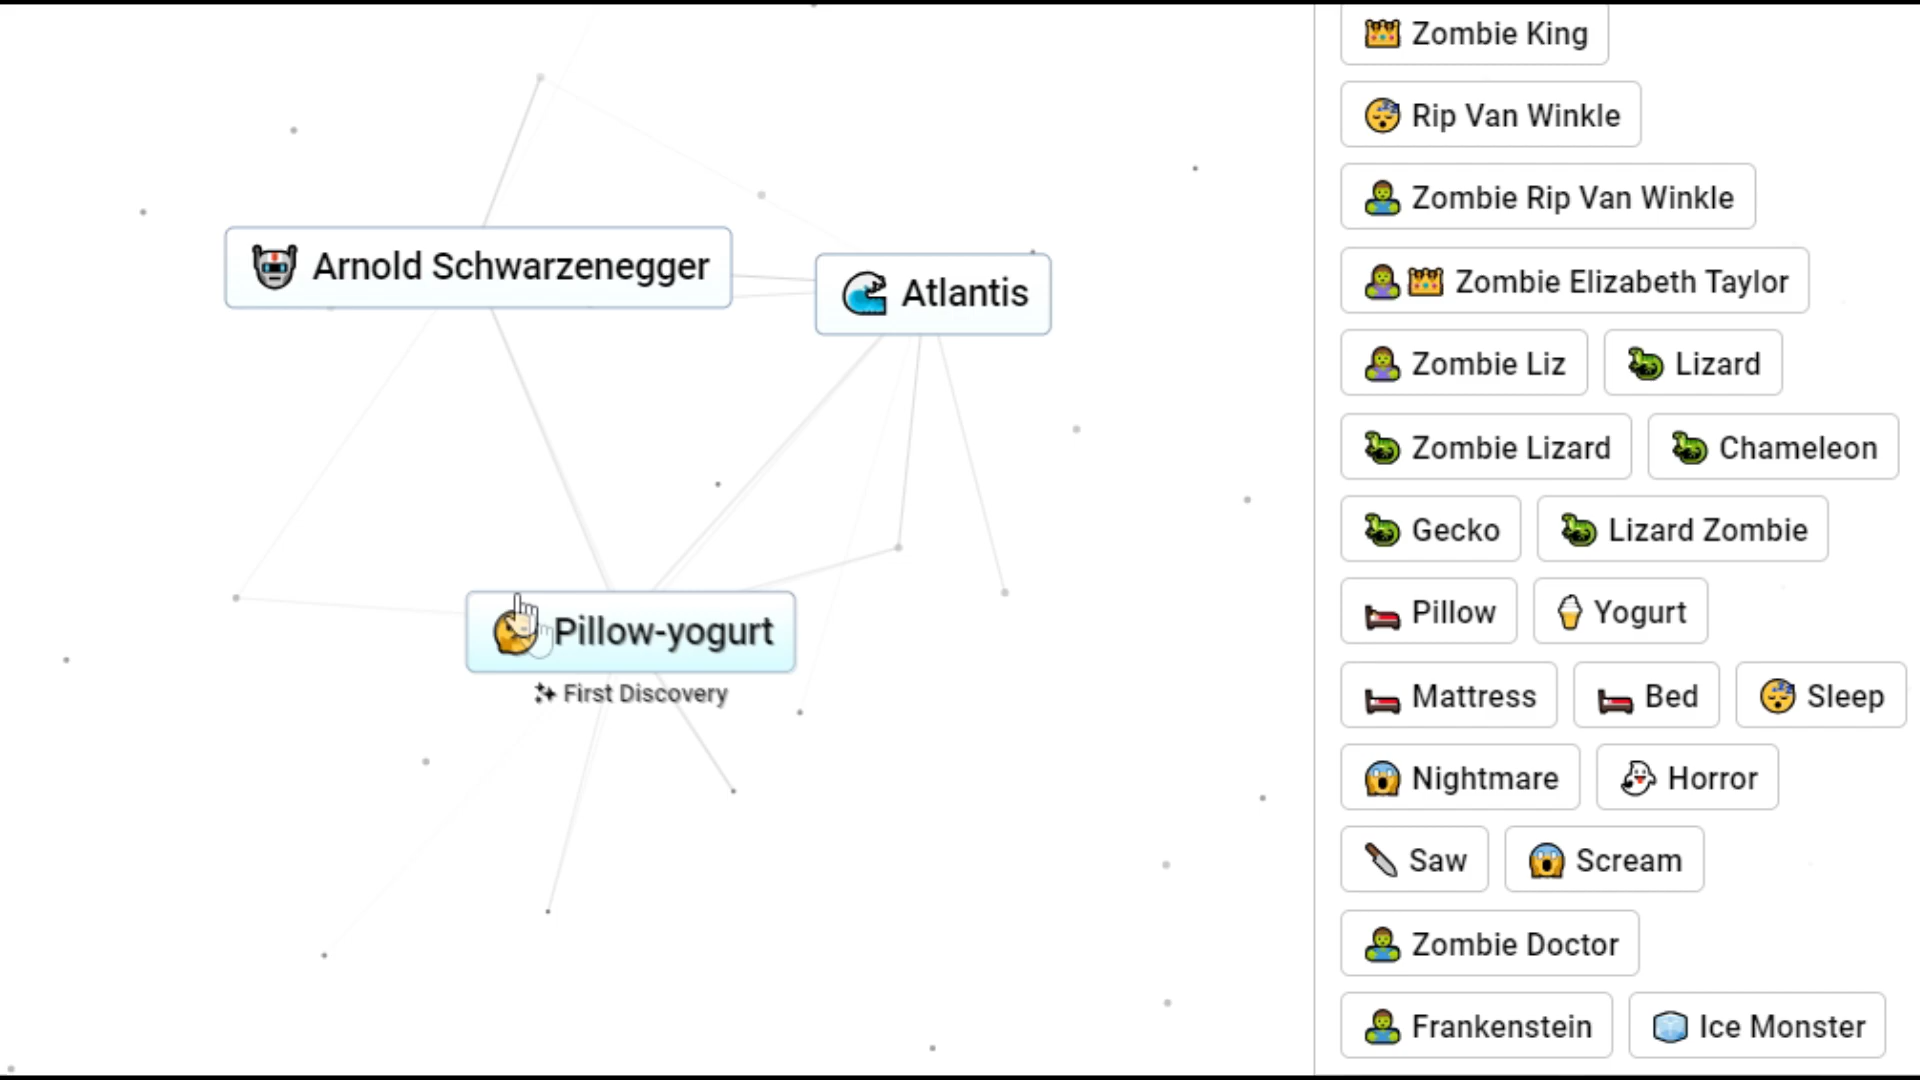 Arnold Schwarzenegger
Atlantis
Pillow-yogurt
First Discovery
Zombie King
Rip Van Winkle
Zombie Rip Van Winkle
Zombie Elizabeth Taylor
Zombie Liz Lizard
Zombie Lizard Chameleon
Gecko Lizard Zombie
Pillow Yogurt
Mattress Bed Sleep
Nightmare Horror
Saw Scream
Zombie Doctor
Frankenstein Ice Monster